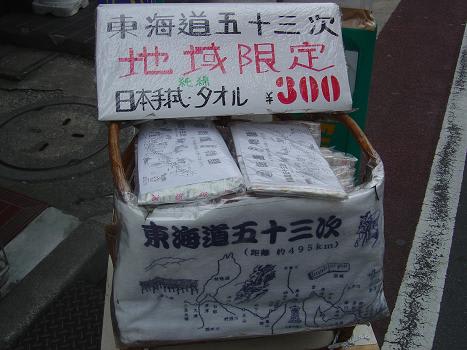 東海道五十三次
地域限定
純綿
日本手拭・タオル ¥300
東海道五十三次
(距離 約495km)